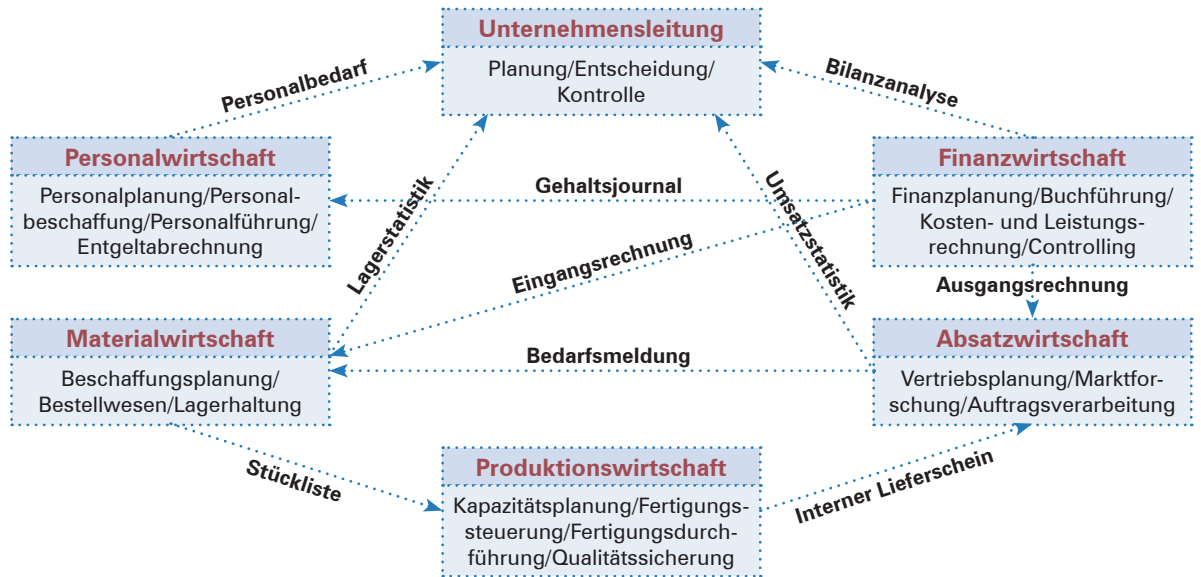 Unternehmensleitung
Planung/Entscheidung/
Kontrolle
Personalbedarf
Bilanzanalyse
Personalwirtschaft
Personalplanung/Personal-
beschaffung/Personalführung/
Entgeltabrechnung
Finanzwirtschaft
Finanzplanung/Buchführung/
Kosten- und Leistungs-
rechnung/Controlling
Gehaltsjournal
Lagerstatistik
Eingangsrechnung
Umsatzstatistik
Ausgangsrechnung
Materialwirtschaft
Beschaffungsplanung/
Bestellwesen/Lagerhaltung
Bedarfsmeldung
Absatzwirtschaft
Vertriebsplanung/Marktfor-
schung/Auftragsverarbeitung
Stückliste
Produktionswirtschaft
Kapazitätsplanung/Fertigungs-
steuerung/Fertigungsdurch-
führung/Qualitätssicherung
Interner Lieferschein